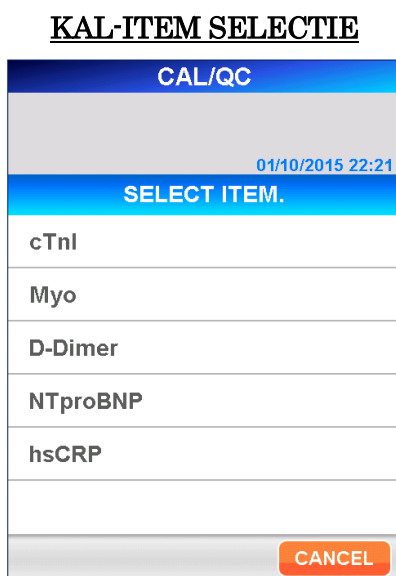 KAL-ITEM SELECTIE
CAL/QC
01/10/2015 22:21
SELECT ITEM.
cTnI
Myo
D-Dimer
NTproBNP
hsCRP
CANCEL